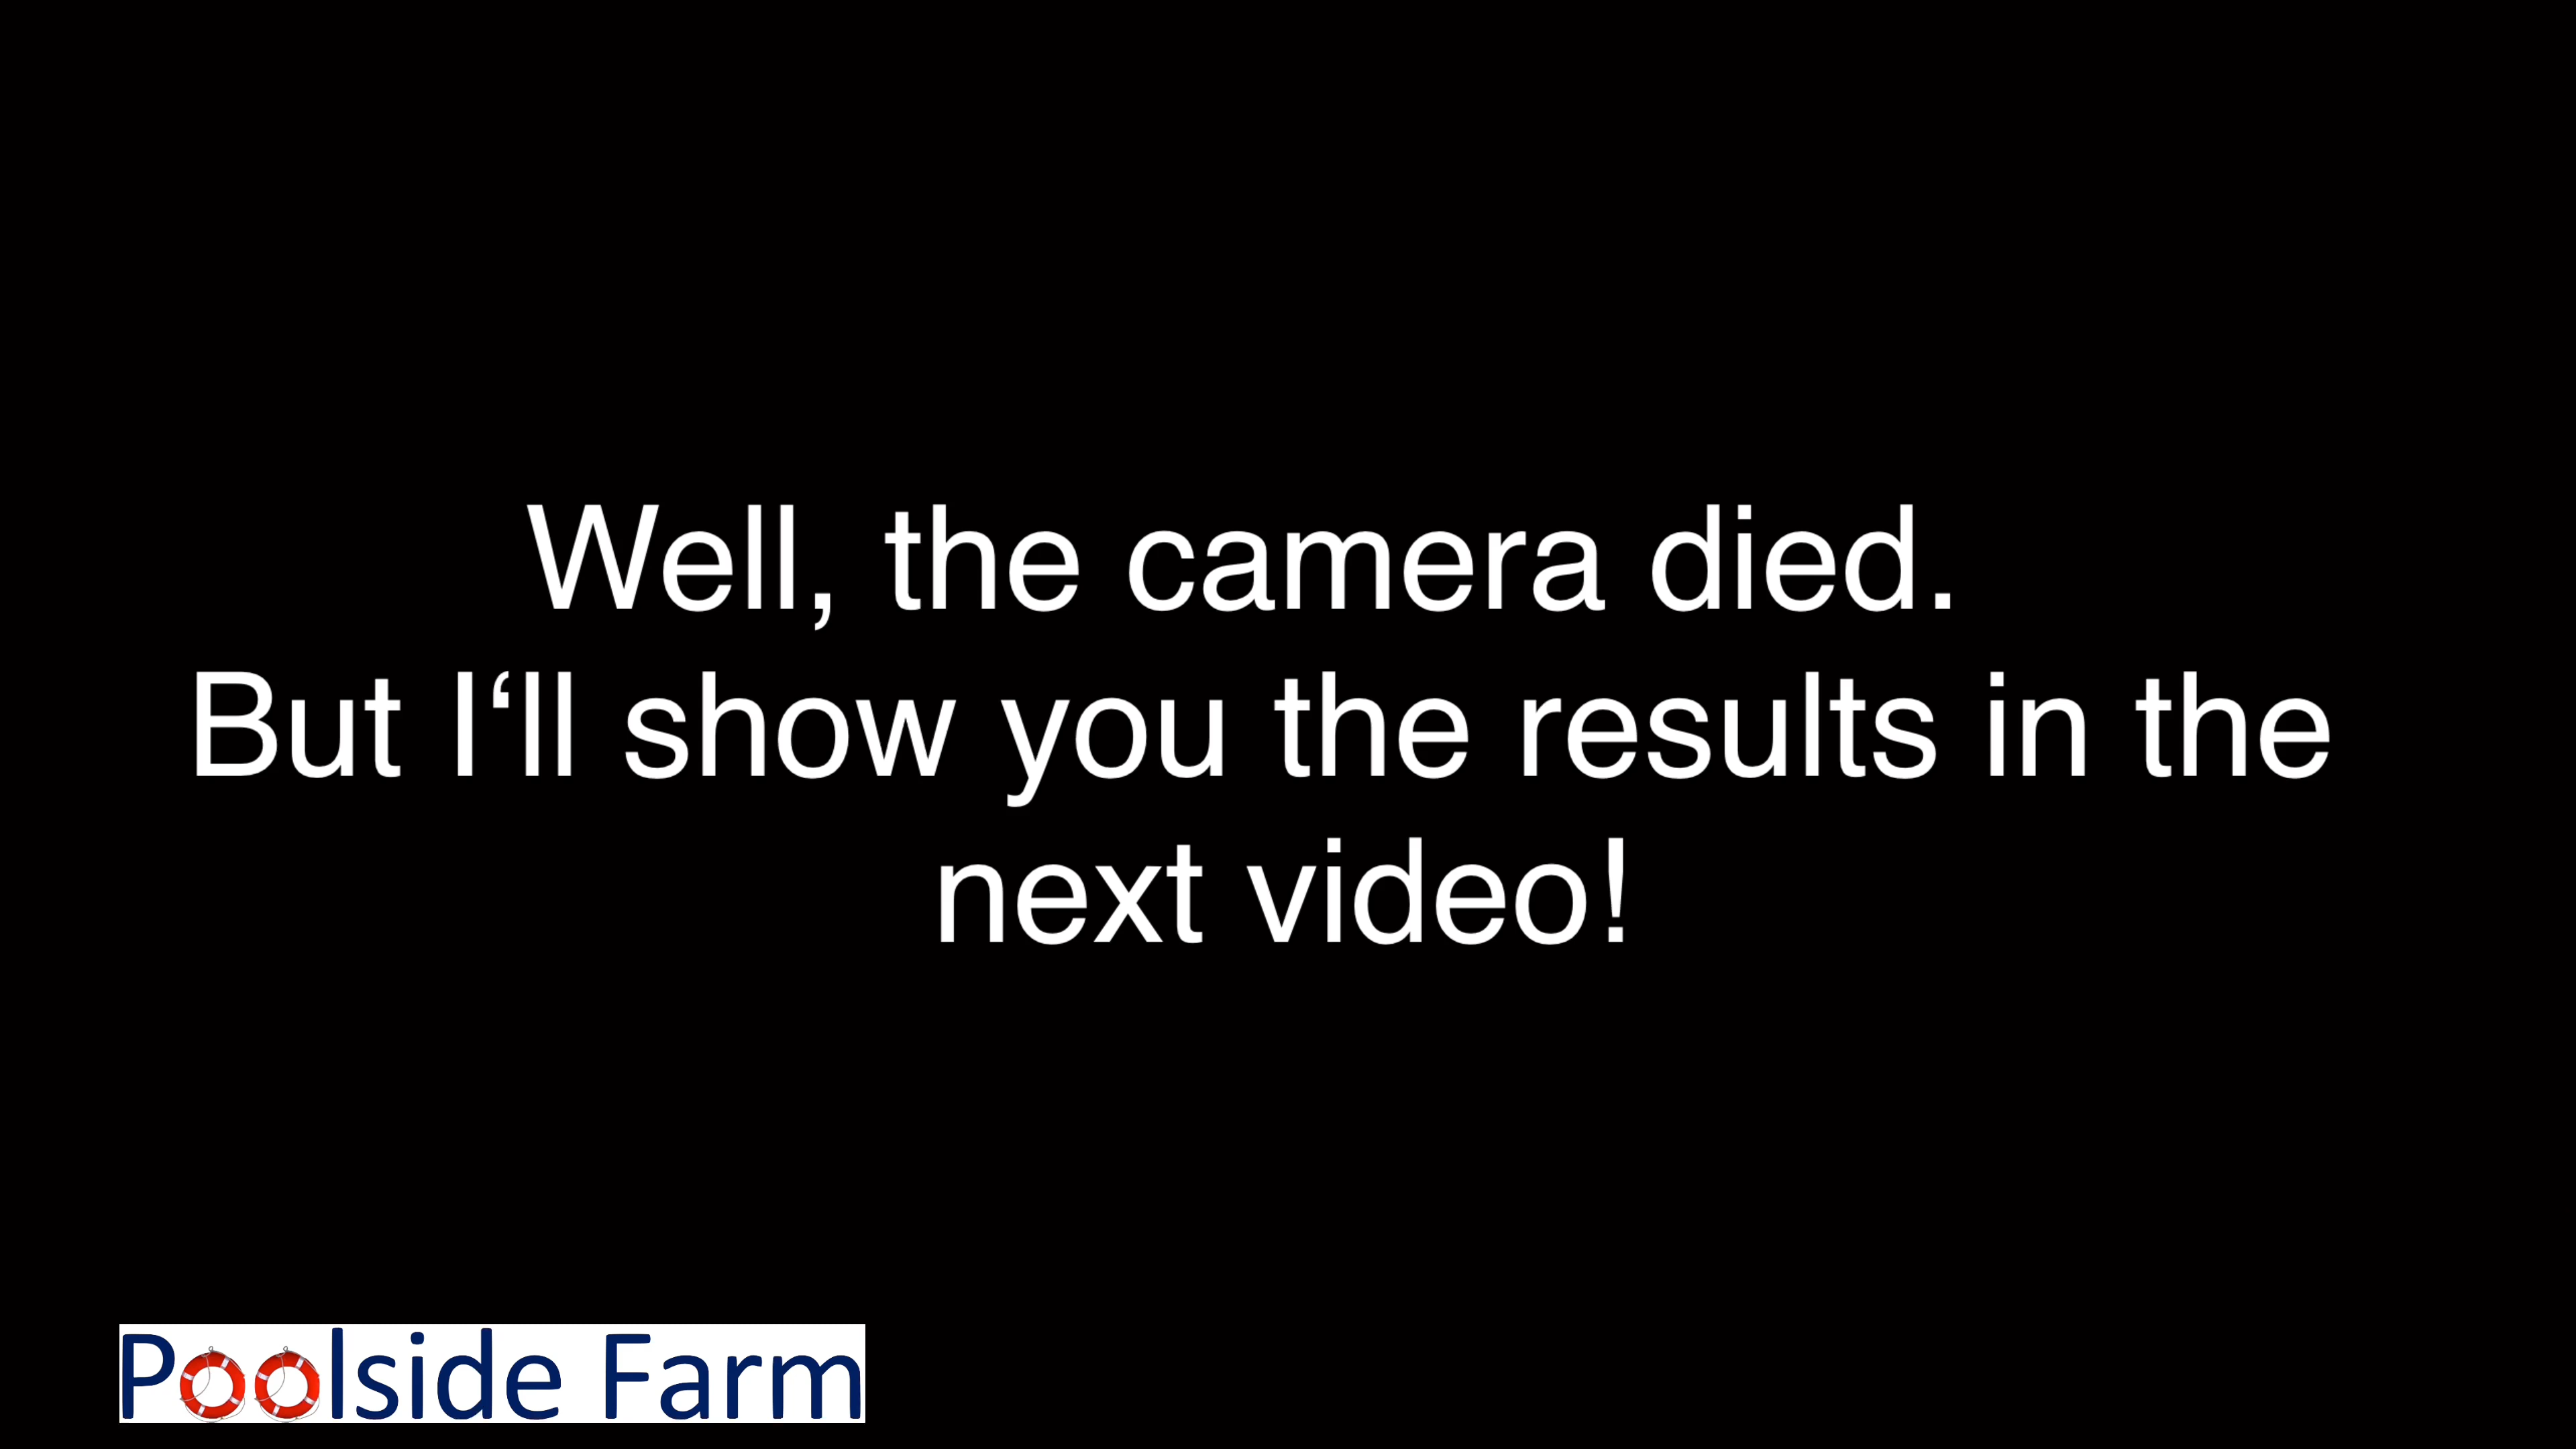 Well, the camera died.
But I‘ll show you the results in the
next video!
Poolside Farm